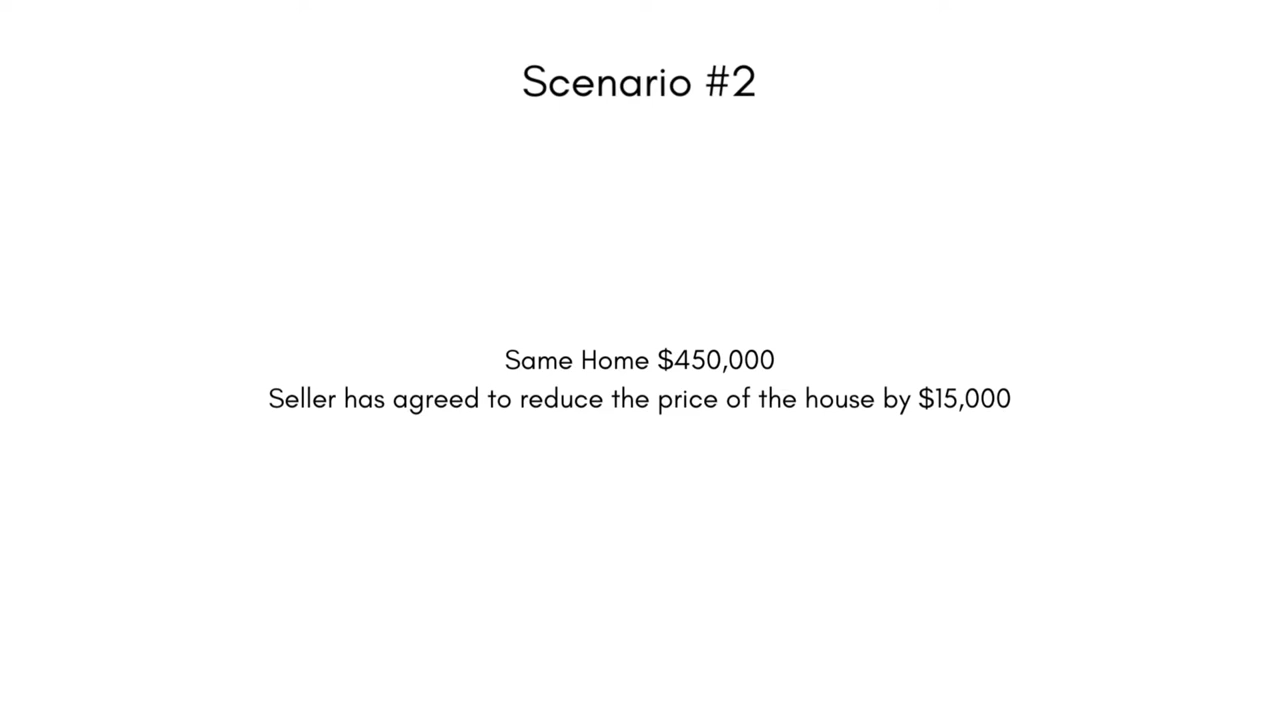 Scenario #2
Same Home $450,000
Seller has agreed to reduce the price of the house by $15,000